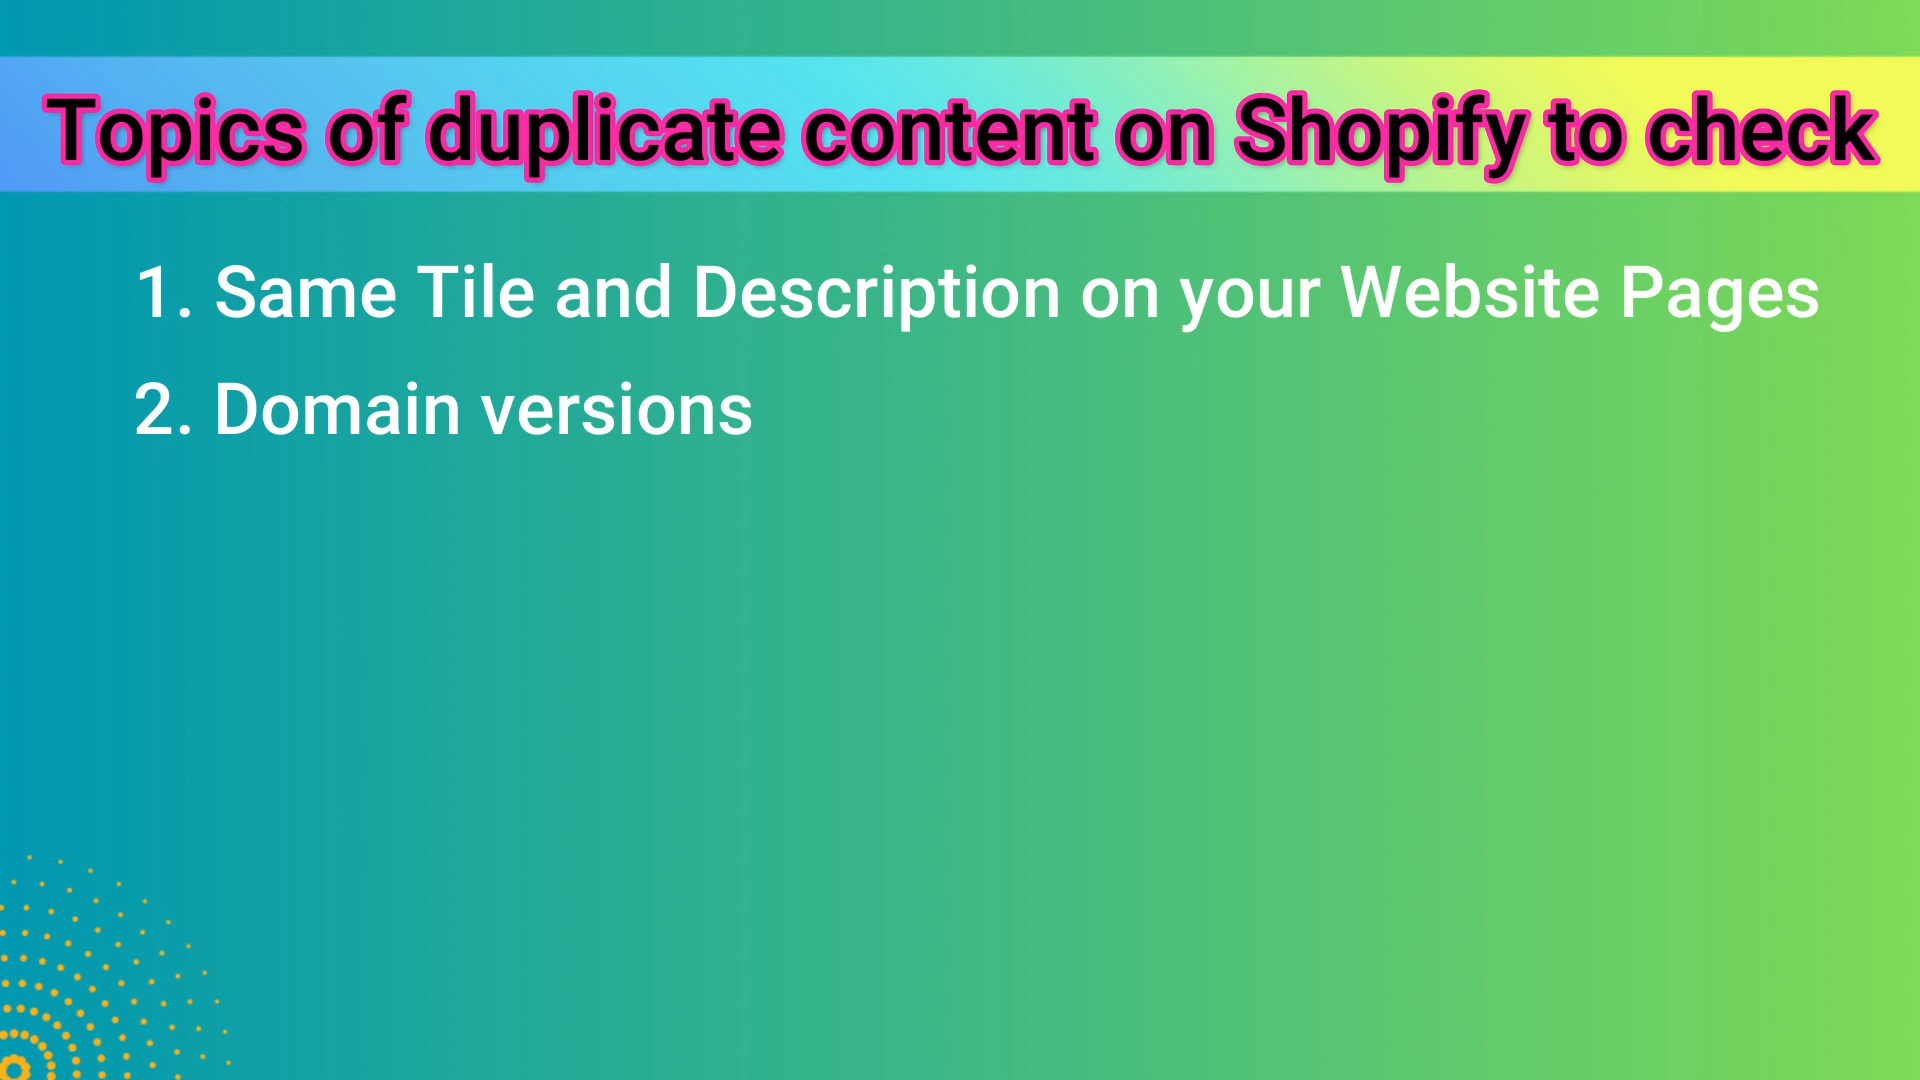 Topics of duplicate content on Shopify to check
1. Same Tile and Description on your Website Pages
2. Domain versions